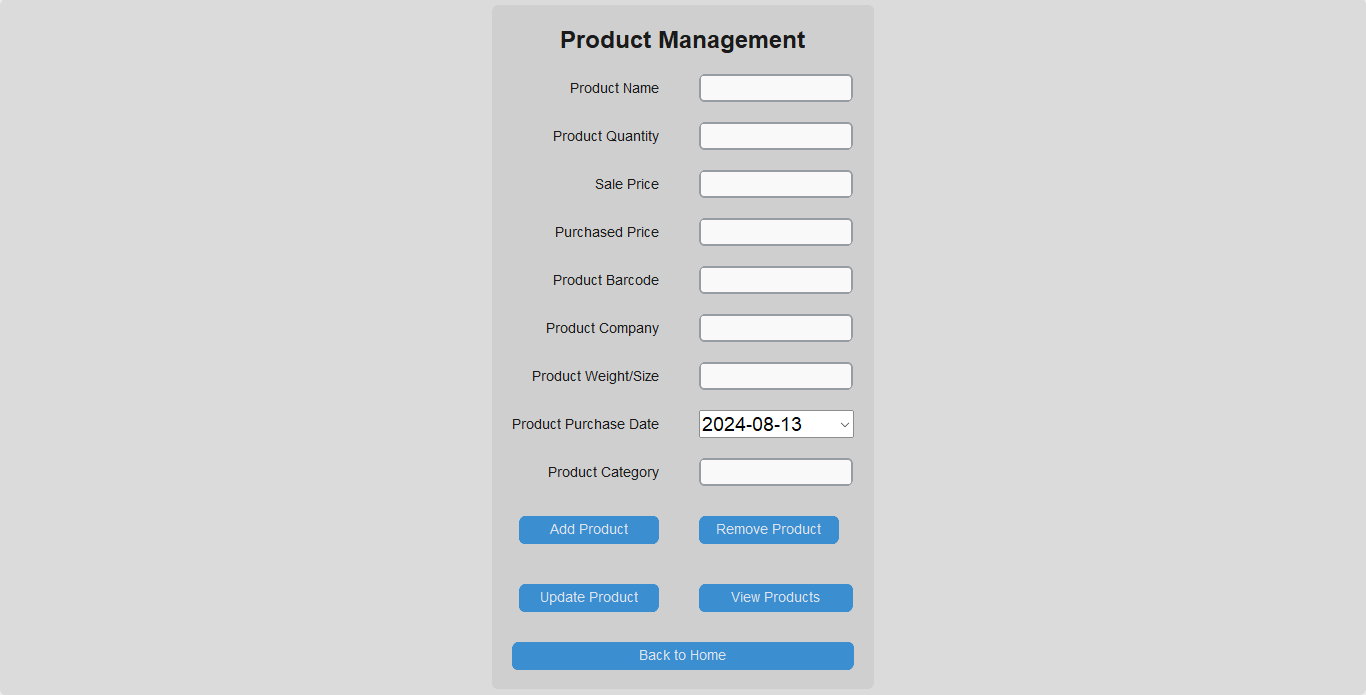 Product Management
Product Name
Product Quantity
Sale Price
Purchased Price
Product Barcode
Product Company
Product Weight/Size
Product Purchase Date 2024-08-13
Product Category
Add Product Remove Product
Update Product View Products
Back to Home